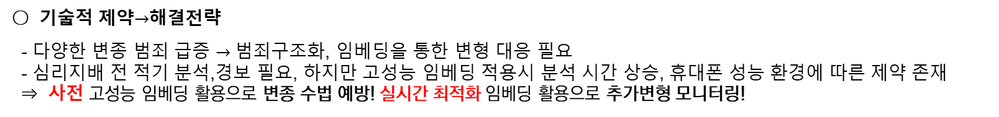 ○ 기술적 제약→해결전략
- 다양한 변종 범죄 급증 → 범죄구조화, 임베딩을 통한 변형 대응 필요
- 심리지배 전 적기 분석,경보 필요, 하지만 고성능 임베딩 적용시 분석 시간 상승, 휴대폰 성능 환경에 따른 제약 존재
⇒ 사전 고성능 임베딩 활용으로 변종 수법 예방! 실시간 최적화 임베딩 활용으로 추가변형 모니터링!